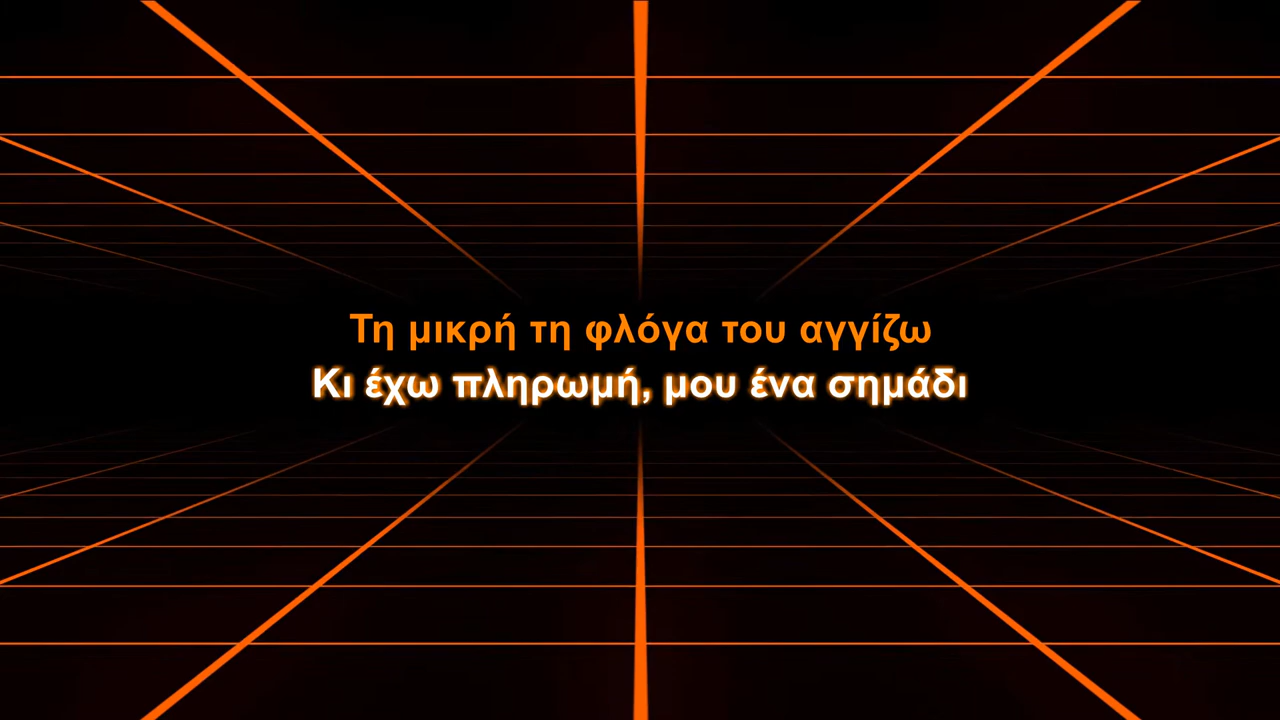 Τη μικρή τη φλόγα του αγγίζω
Κι έχω πληρωμή, μου ένα σημάδι